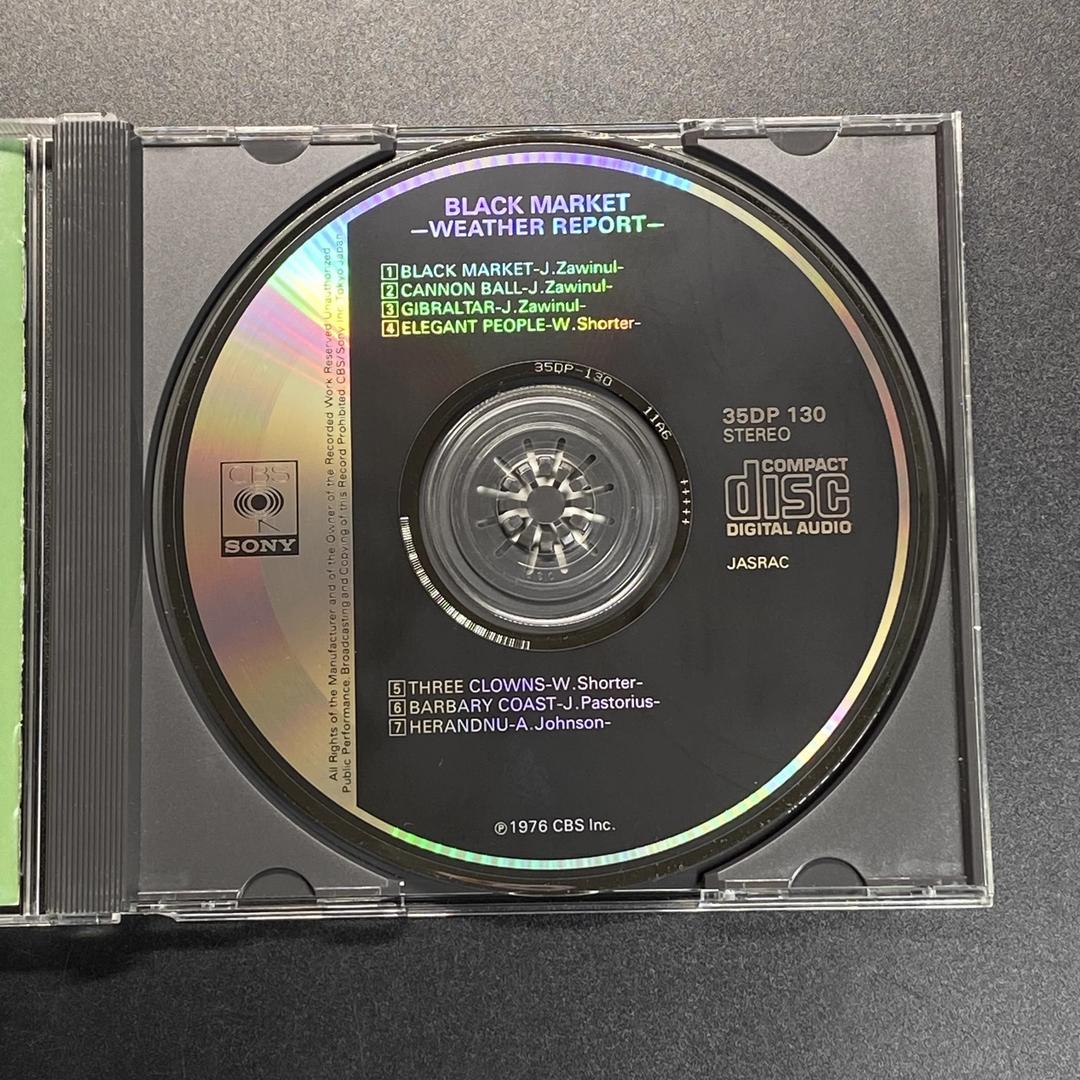 BLACK MARKET
—WEATHER REPORT—
1 BLACK MARKET-J.Zawinul-
2 CANNON BALL-J.Zawinul-
3 GIBRALTAR-J.Zawinul-
4 ELEGANT PEOPLE-W.Shorter-
35DP-130 11A6 +++++
35DP 130
STEREO
COMPACT
disc
DIGITAL AUDIO
JASRAC
CBS
SONY
All Rights of the Manufacturer and of the Owner of the Recorded Work Reserved Unauthorized
Public Performance, Broadcasting and Copying of this Record Prohibited CBS/Sony Inc. Tokyo Japan
5 THREE CLOWNS-W.Shorter-
6 BARBARY COAST-J.Pastorius-
7 HERANDNU-A.Johnson-
℗1976 CBS Inc.